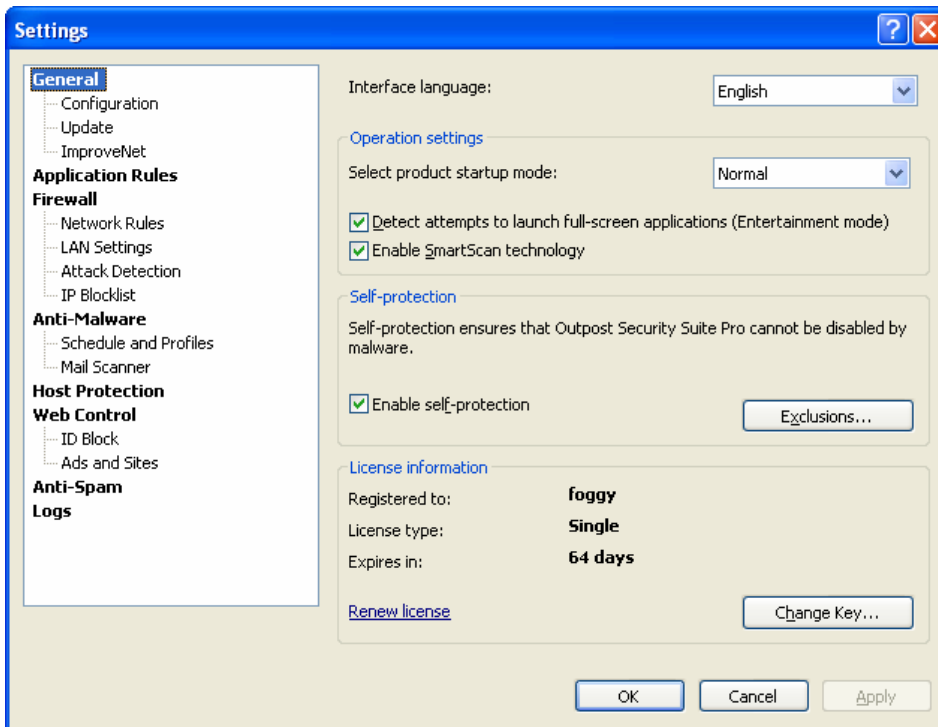 Settings
General
Configuration
Update
ImproveNet
Application Rules
Firewall
Network Rules
LAN Settings
Attack Detection
IP Blocklist
Anti-Malware
Schedule and Profiles
Mail Scanner
Host Protection
Web Control
ID Block
Ads and Sites
Anti-Spam
Logs
Interface language: English
Operation settings
Select product startup mode: Normal
Detect attempts to launch full-screen applications (Entertainment mode)
Enable SmartScan technology
Self-protection
Self-protection ensures that Outpost Security Suite Pro cannot be disabled by
malware.
Enable self-protection
Exclusions...
License information
Registered to: foggy
License type: Single
Expires in: 64 days
Renew license
Change Key...
OK Cancel Apply